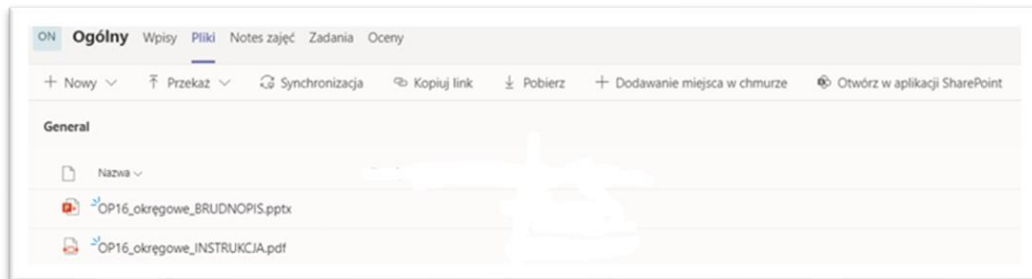 ON Ogólny Wpisy Pliki Notes zajęć Zadania Oceny
+ Nowy Przekaż Synchronizacja Kopiuj link Pobierz + Dodawanie miejsca w chmurze Otwórz w aplikacji SharePoint
General
Nazwa
OP16_okręgowe_BRUDNOPIS.pptx
OP16_okręgowe_INSTRUKCJA.pdf